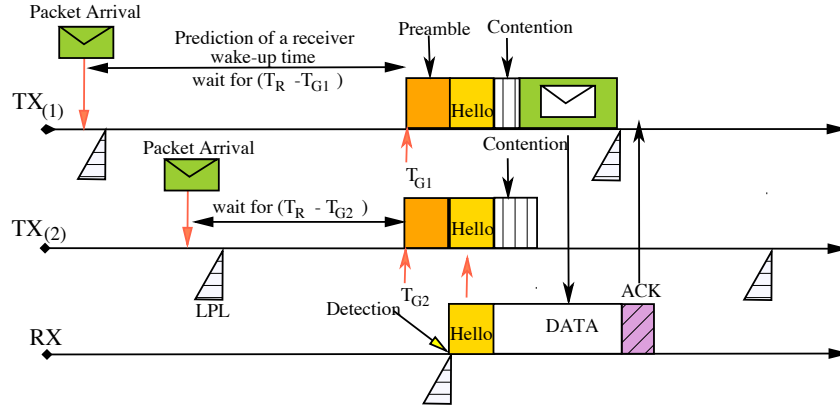 Packet Arrival
Prediction of a receiver
wake-up time
wait for (T_R - T_G1)
Preamble
Contention
Hello
TX(1)
Packet Arrival
T_G1
Contention
wait for (T_R - T_G2)
TX(2)
Hello
LPL
T_G2
Detection
ACK
Hello
DATA
RX